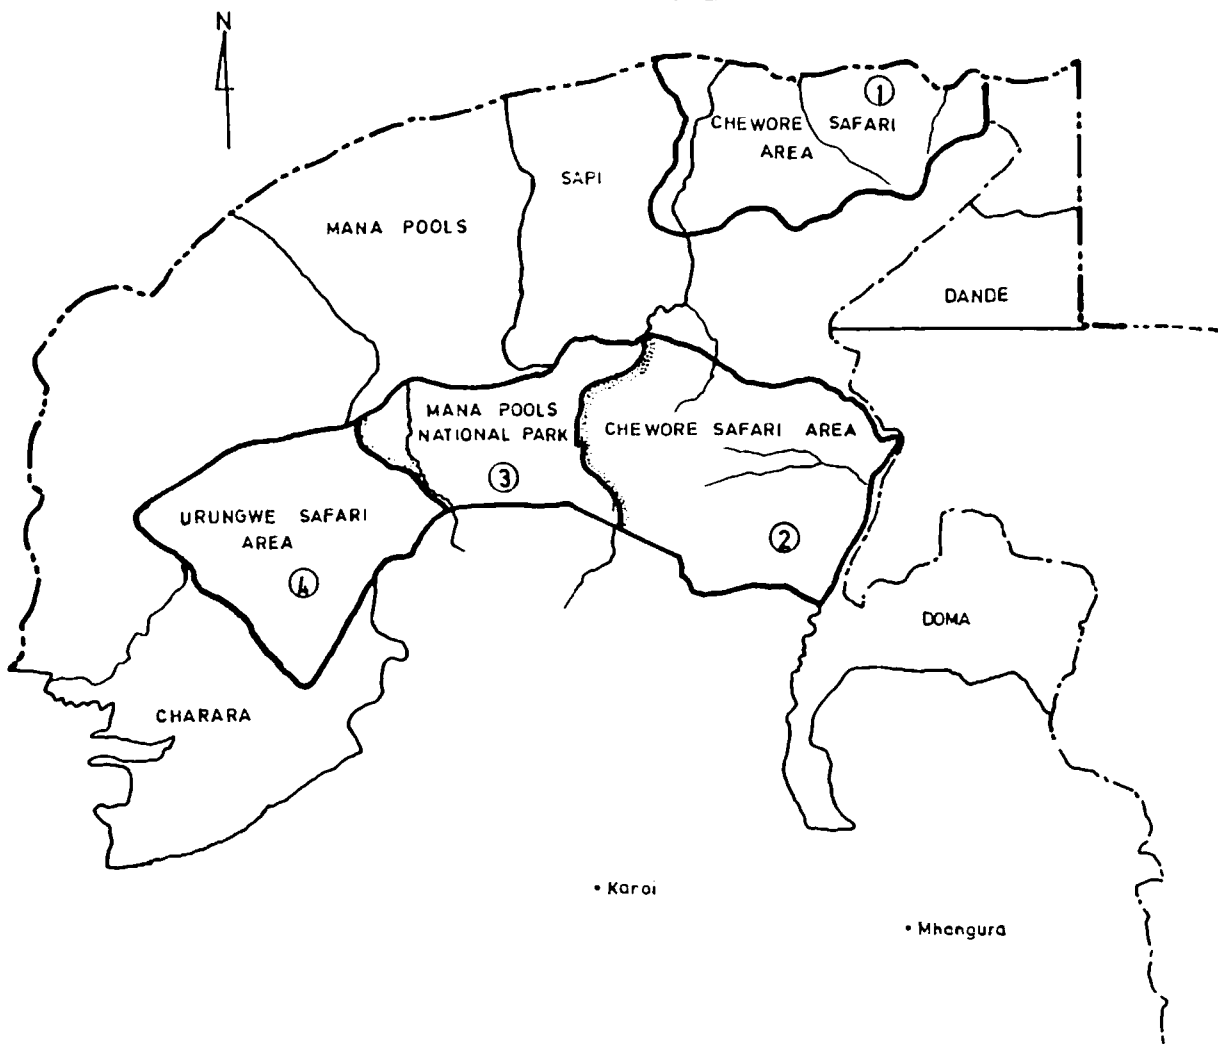 N
1
CHEWORE SAFARI
AREA
SAPI
MANA POOLS
DANDE
MANA POOLS
NATIONAL PARK
CHEWORE SAFARI AREA
3
URUNGWE SAFARI
AREA
2
4
DOMA
CHARARA
Karoi
Mhangura